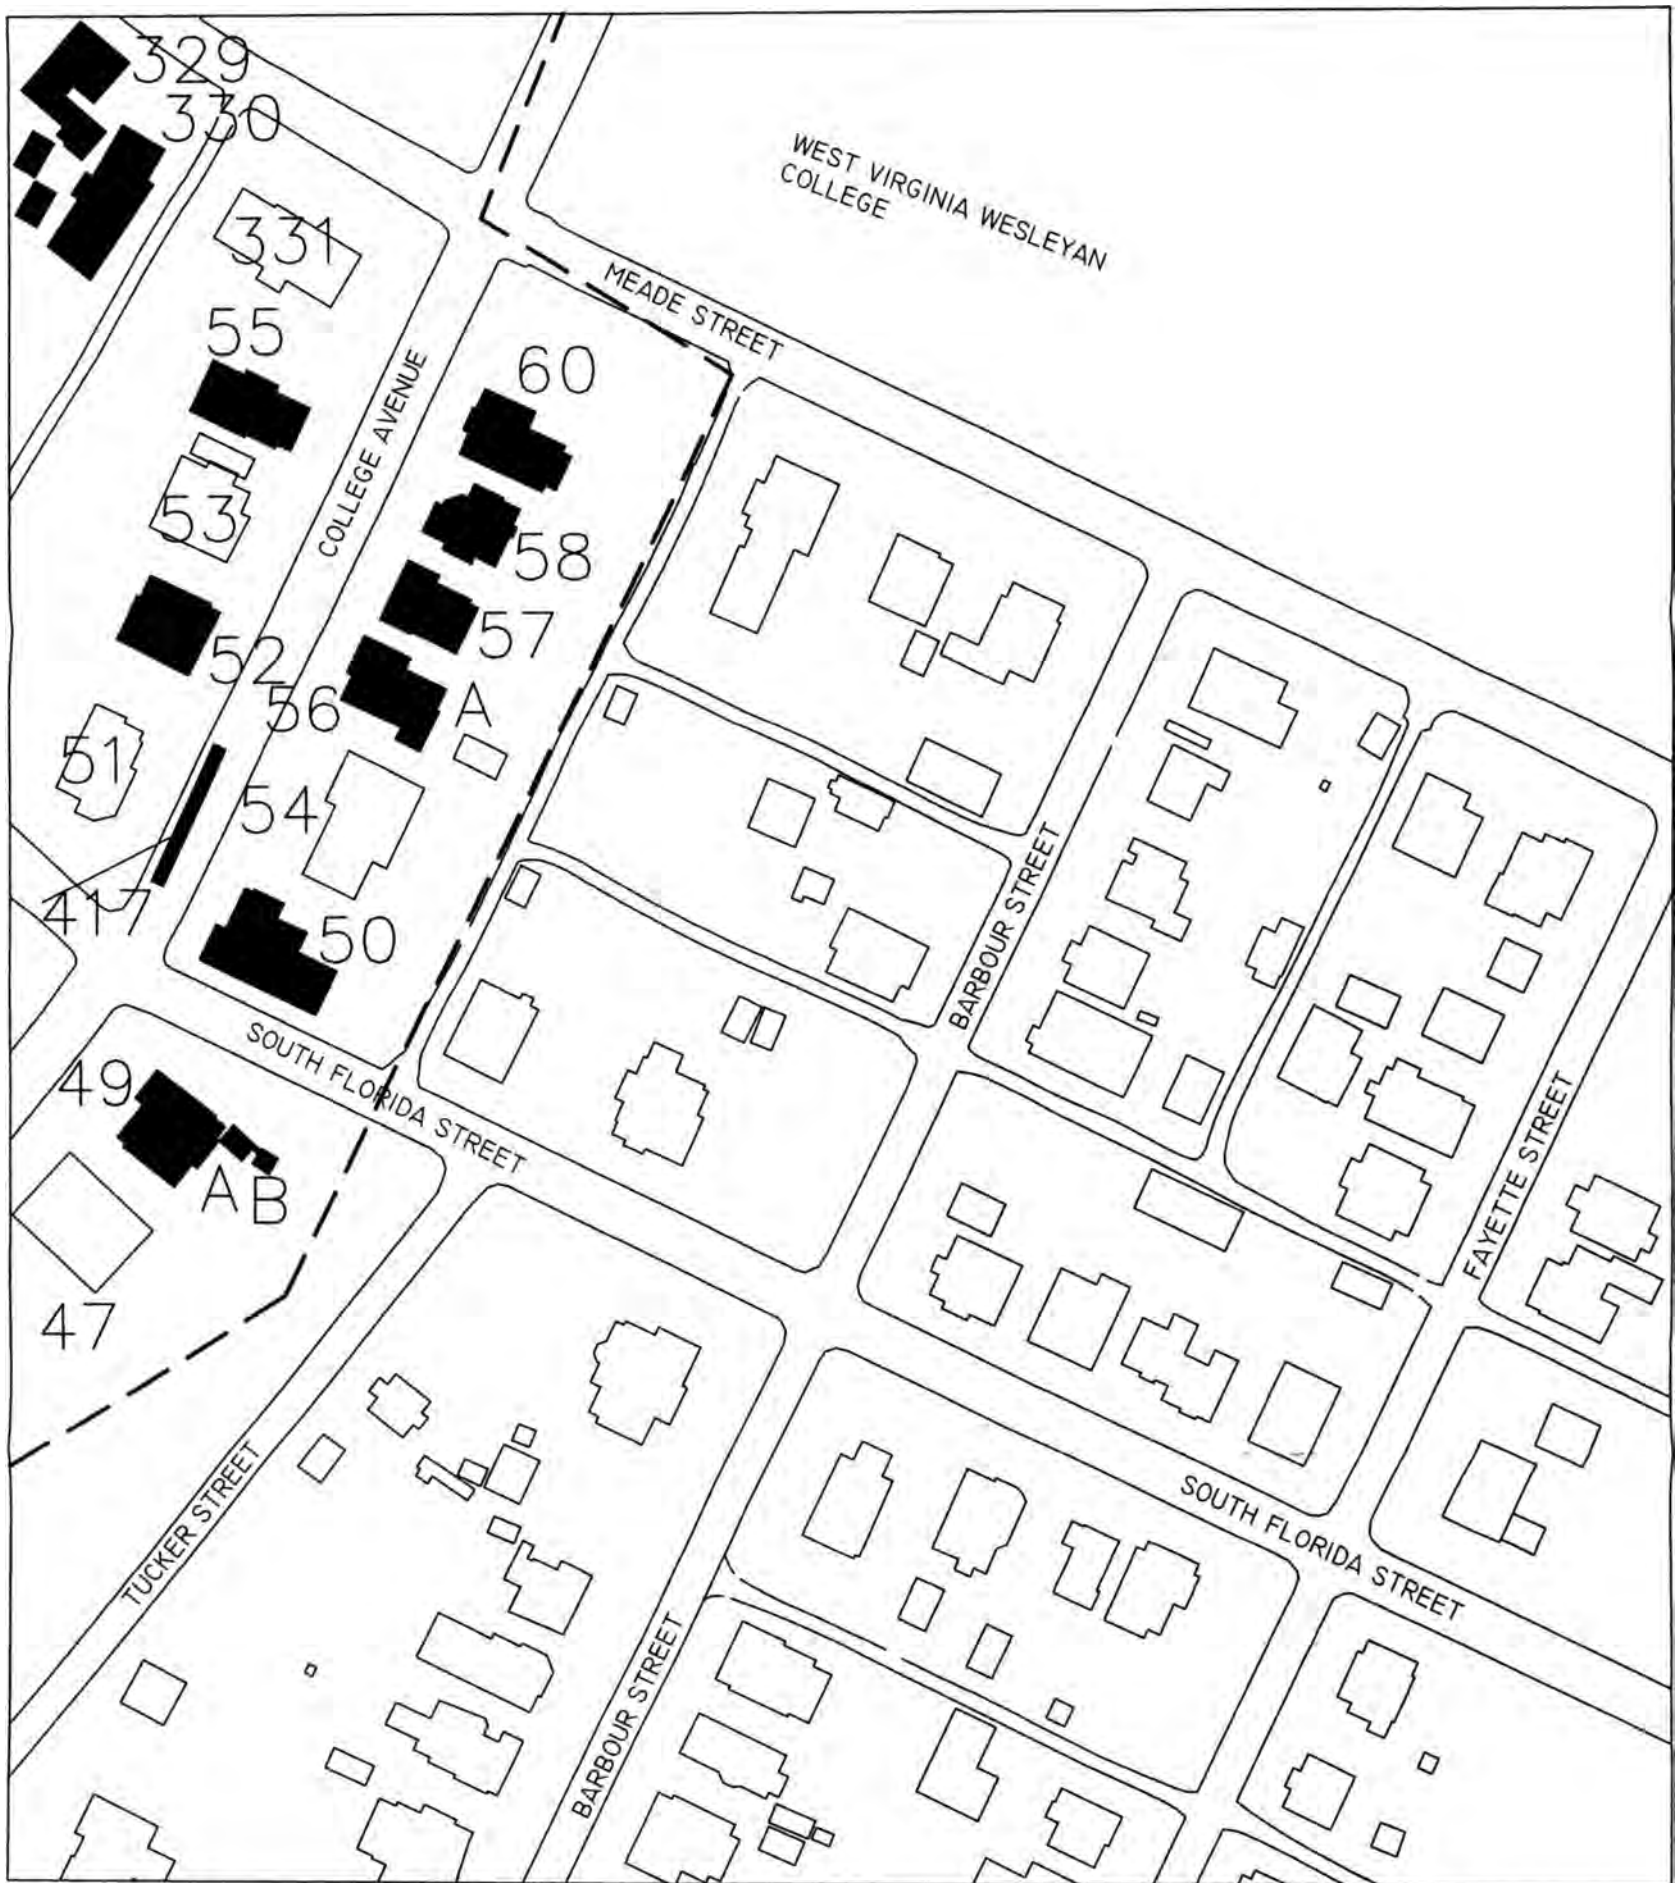 329
330
WEST VIRGINIA WESLEYAN
COLLEGE
331
MEADE STREET
55
60
COLLEGE AVENUE
53
58
57
52
56
A
51
54
417
50
BARBOUR STREET
SOUTH FLORIDA STREET
49
A
B
47
FAYETTE STREET
TUCKER STREET
SOUTH FLORIDA STREET
BARBOUR STREET